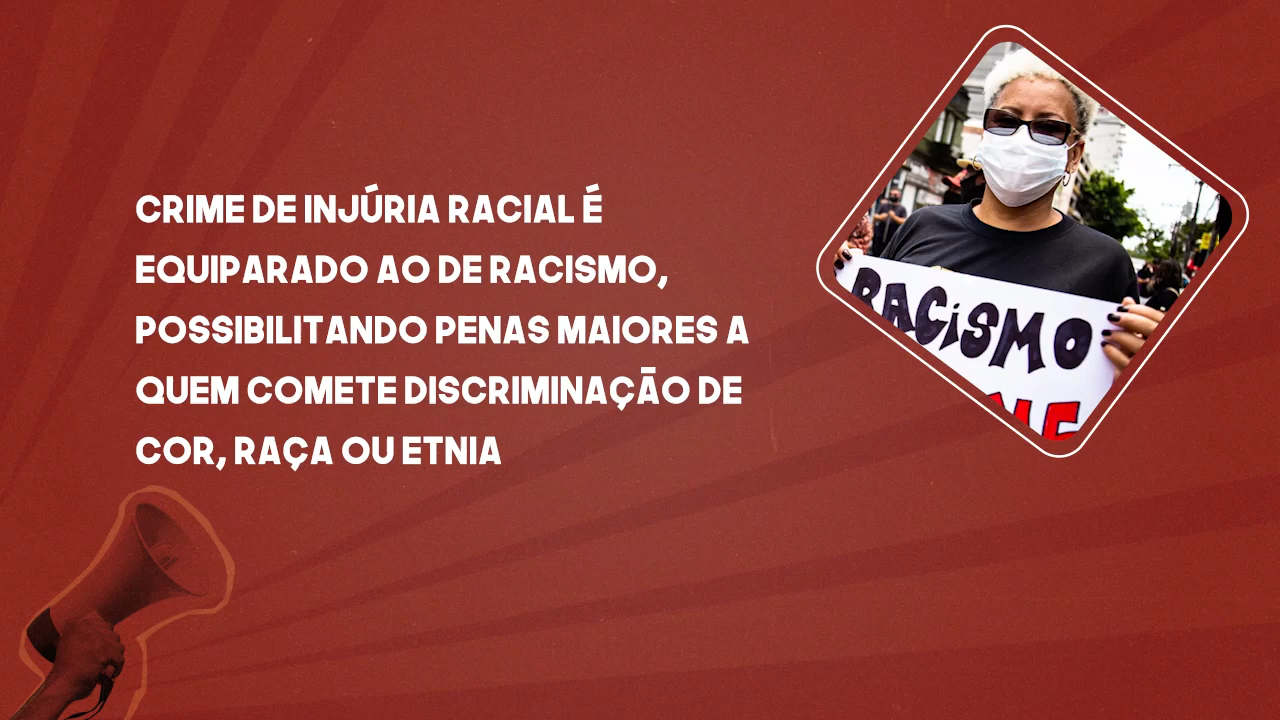 CRIME DE INJÚRIA RACIAL É
EQUIPARADO AO DE RACISMO,
POSSIBILITANDO PENAS MAIORES A
QUEM COMETE DISCRIMINAÇÃO DE
COR, RAÇA OU ETNIA
RACiSMO